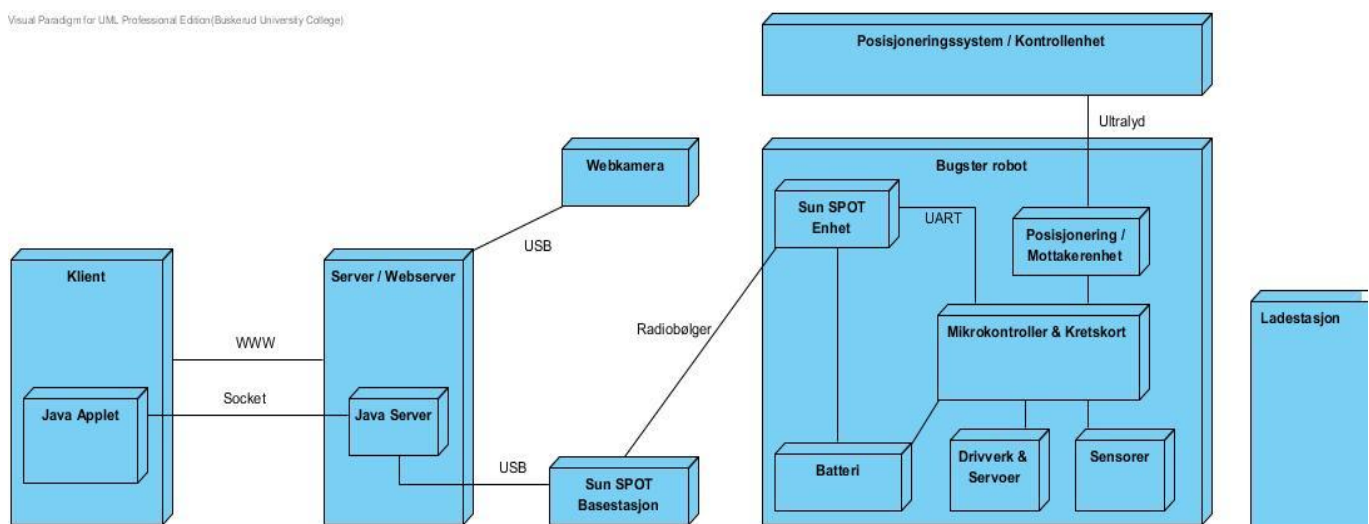 Visual Paradigm for UML Professional Edition(Buskerud University College)
Posisjoneringssystem / Kontrollenhet
Ultralyd
Webkamera
USB
Bugster robot
Sun SPOT
Enhet
UART
Posisjonering /
Mottakerenhet
Klient
Server / Webserver
Radiobølger
Mikrokontroller & Kretskort
Ladestasjon
WWW
Java Applet
Socket
Java Server
USB
Sun SPOT
Basestasjon
Batteri
Drivverk &
Servoer
Sensorer